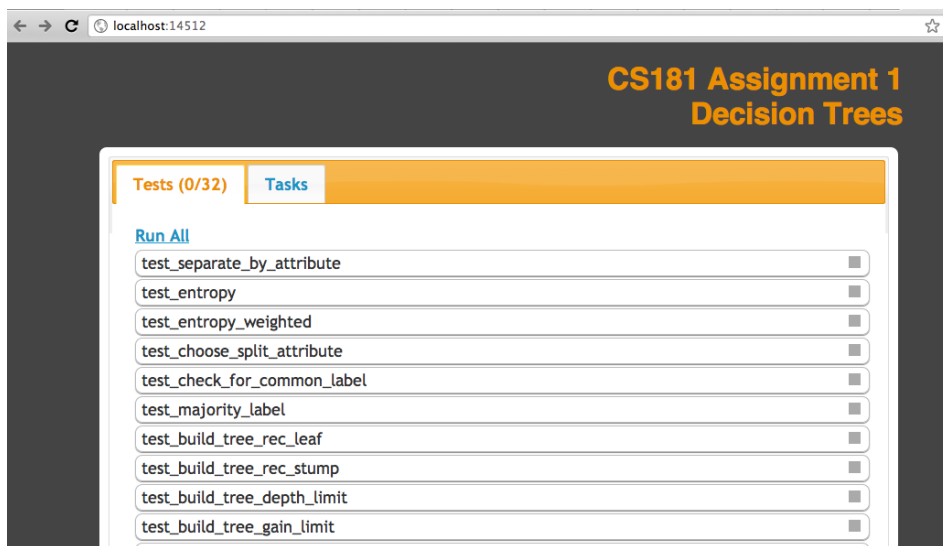 localhost:14512
CS181 Assignment 1
Decision Trees
Tests (0/32) Tasks
Run All
test_separate_by_attribute
test_entropy
test_entropy_weighted
test_choose_split_attribute
test_check_for_common_label
test_majority_label
test_build_tree_rec_leaf
test_build_tree_rec_stump
test_build_tree_depth_limit
test_build_tree_gain_limit